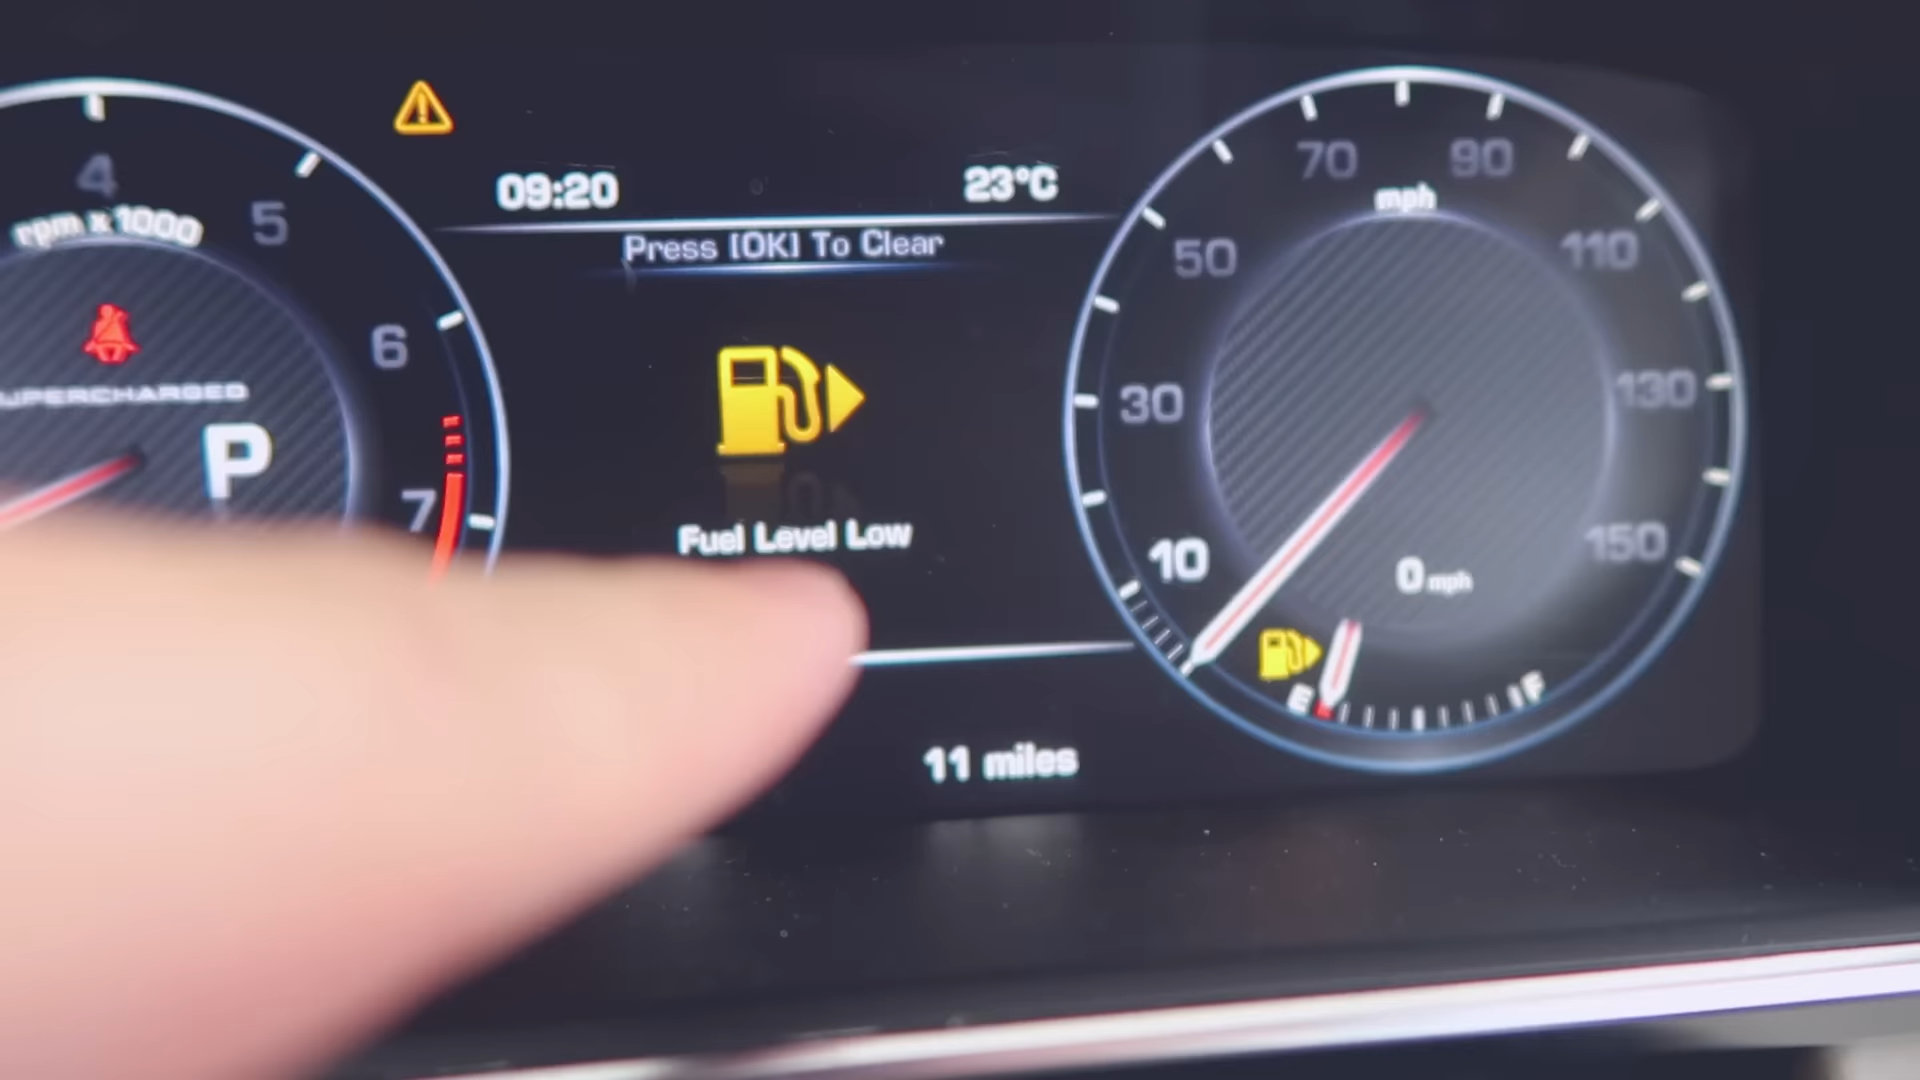 09:20
23°C
Press [OK] To Clear
Fuel Level Low
11 miles
4
5
6
7
rpm x 1000
SUPERCHARGED
P
10
30
50
70
90
110
130
150
mph
0 mph
E
F